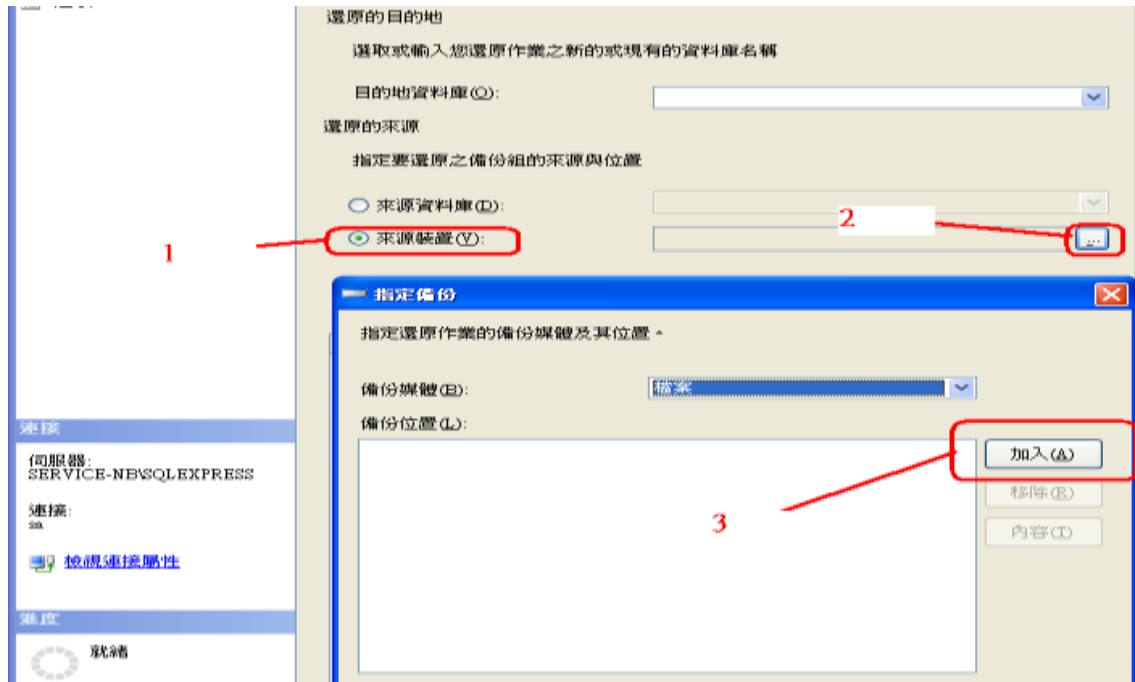 還原的目的地
選取或輸入您還原作業之新的或現有的資料庫名稱
目的地資料庫(O):
還原的來源
指定要還原之備份組的來源與位置
來源資料庫(D):
2
1
來源裝置(V):
...
指定備份
指定還原作業的備份媒體及其位置。
備份媒體(B):
檔案
備份位置(L):
加入(A)
移除(R)
內容(T)
3
連接
伺服器:
SERVICE-NB\SQLEXPRESS
連接:
sa
檢視連接屬性
進度
就緒